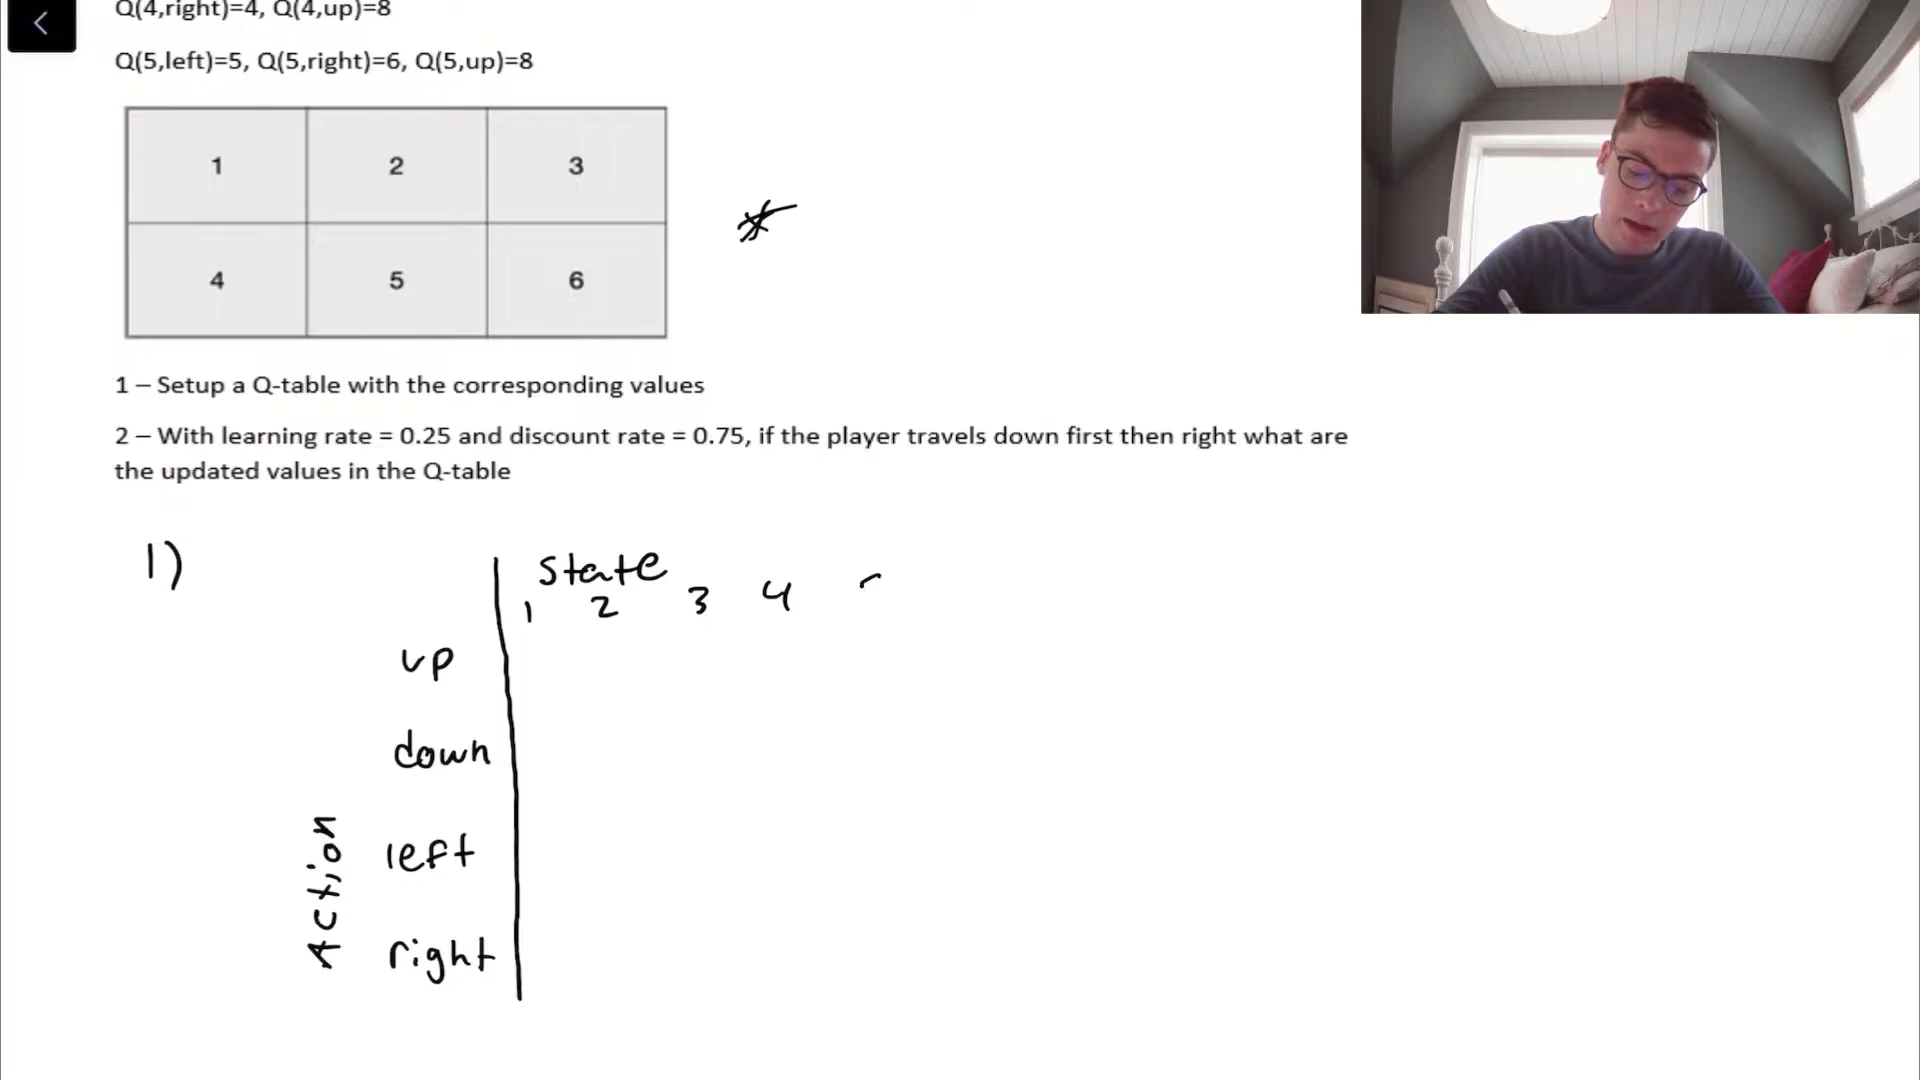 Q(4,right)=4, Q(4,up)=8
Q(5,left)=5, Q(5,right)=6, Q(5,up)=8
1 2 3
4 5 6
1 – Setup a Q-table with the corresponding values
2 – With learning rate = 0.25 and discount rate = 0.75, if the player travels down first then right what are
the updated values in the Q-table
1)
state
1 2 3 4
up
down
left
right
Action